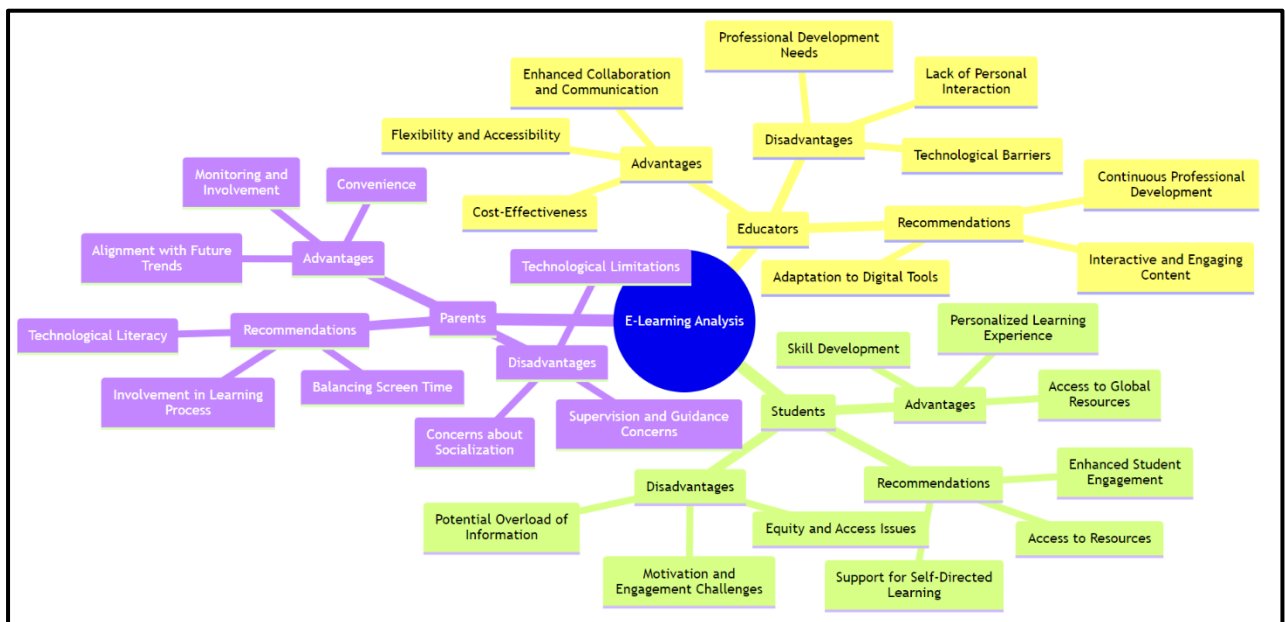 Professional Development
Needs
Enhanced Collaboration
and Communication
Lack of Personal
Interaction
Flexibility and Accessibility
Disadvantages
Advantages
Technological Barriers
Monitoring and
Involvement
Convenience
Continuous Professional
Development
Cost-Effectiveness
Educators
Recommendations
Alignment with Future
Trends
Advantages
Technological Limitations
Adaptation to Digital Tools
Interactive and Engaging
Content
Parents
E-Learning Analysis
Technological Literacy
Recommendations
Personalized Learning
Experience
Skill Development
Disadvantages
Involvement in Learning
Process
Balancing Screen Time
Access to Global
Resources
Students
Advantages
Concerns about
Socialization
Supervision and Guidance
Concerns
Enhanced Student
Engagement
Disadvantages
Recommendations
Potential Overload of
Information
Equity and Access Issues
Access to Resources
Motivation and
Engagement Challenges
Support for Self-Directed
Learning